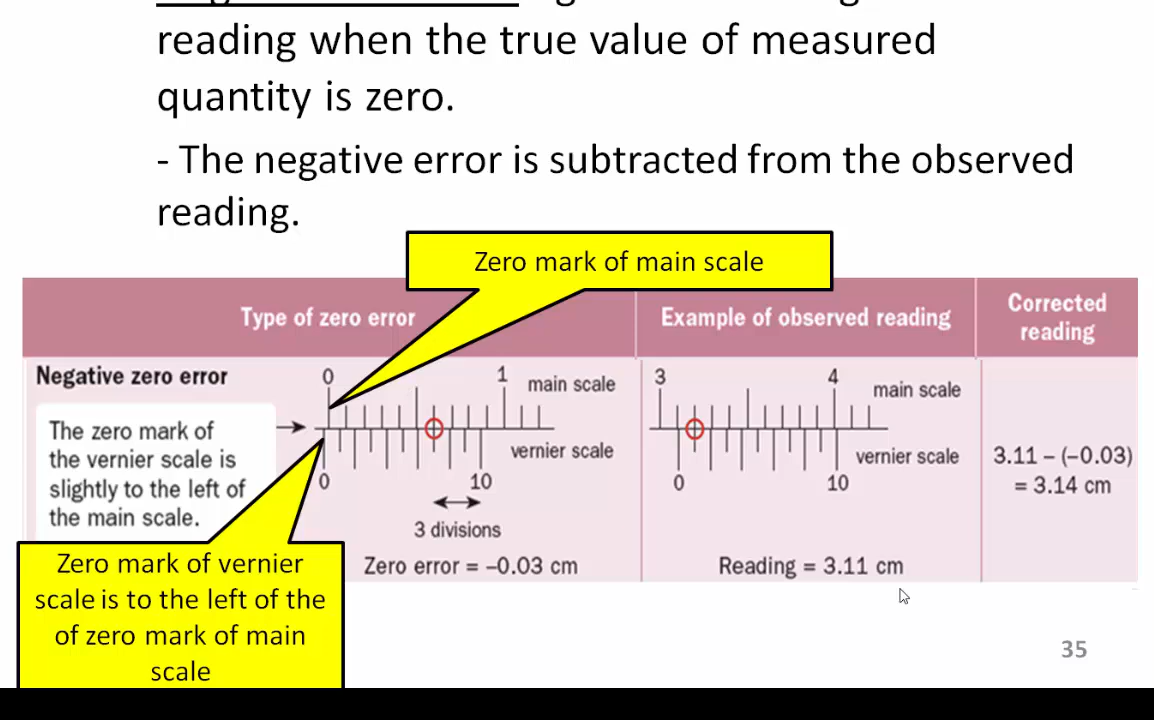 reading when the true value of measured
quantity is zero.
- The negative error is subtracted from the observed
reading.
Zero mark of main scale
Type of zero error
Example of observed reading
Corrected
reading
Negative zero error
The zero mark of
the vernier scale is
slightly to the left of
the main scale.
0 1 main scale
vernier scale
0 10
3 divisions
Zero error = –0.03 cm
3 4 main scale
vernier scale
0 10
Reading = 3.11 cm
3.11 – (–0.03)
= 3.14 cm
Zero mark of vernier
scale is to the left of the
of zero mark of main
scale
35